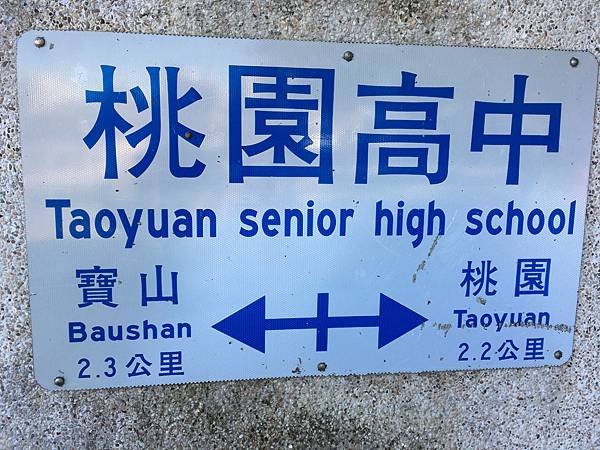 桃園高中
Taoyuan senior high school
寶山 桃園
Baushan Taoyuan
2.3公里 2.2公里